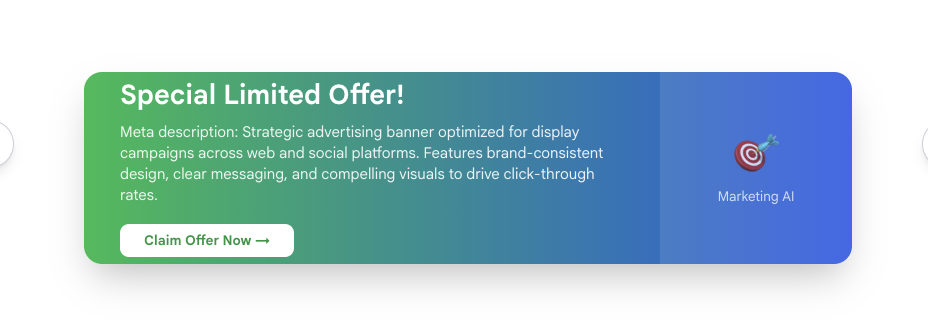 Special Limited Offer!
Meta description: Strategic advertising banner optimized for display
campaigns across web and social platforms. Features brand-consistent
design, clear messaging, and compelling visuals to drive click-through
rates.
Claim Offer Now →
Marketing AI